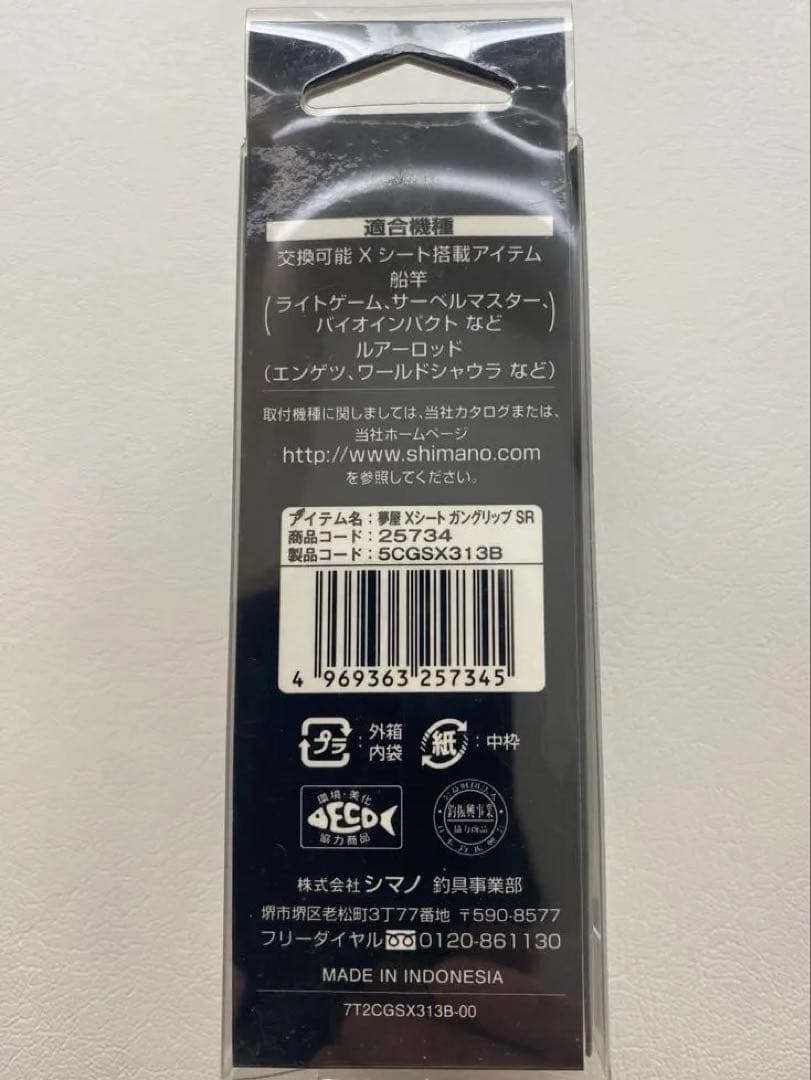 適合機種
交換可能 X シート搭載アイテム
船竿
(ライトゲーム、サーベルマスター、
バイオインパクト など)
ルアーロッド
(エンゲツ、ワールドシャウラ など)
取付機種に関しましては、当社カタログまたは、
当社ホームページ
http://www.shimano.com
を参照してください。
アイテム名：夢屋 Xシート ガングリップ SR
商品コード：25734
製品コード：5CGSX313B
4 969363 257345
プラ：外箱 内袋
紙：中枠
環境・美化
ECO
協力商品
釣振興事業
協力商品
株式会社 シマノ 釣具事業部
堺市堺区老松町3丁77番地 〒590-8577
フリーダイヤル 0120-861130
MADE IN INDONESIA
7T2CGSX313B-00